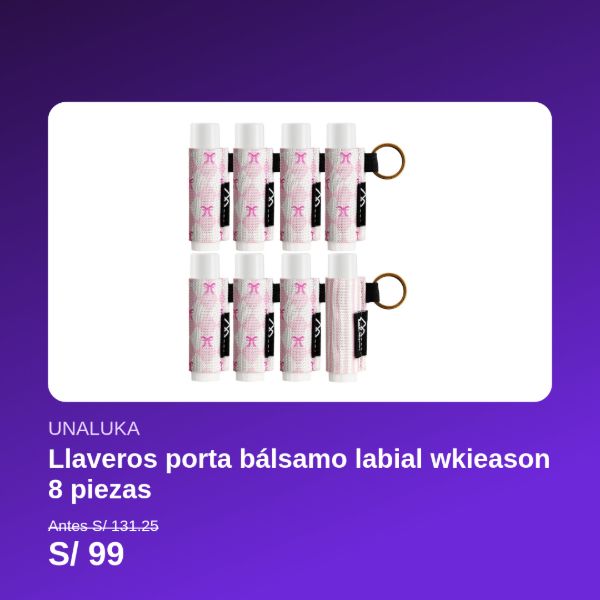 UNALUKA
Llaveros porta bálsamo labial wkieason
8 piezas
Antes S/ 131.25
S/ 99